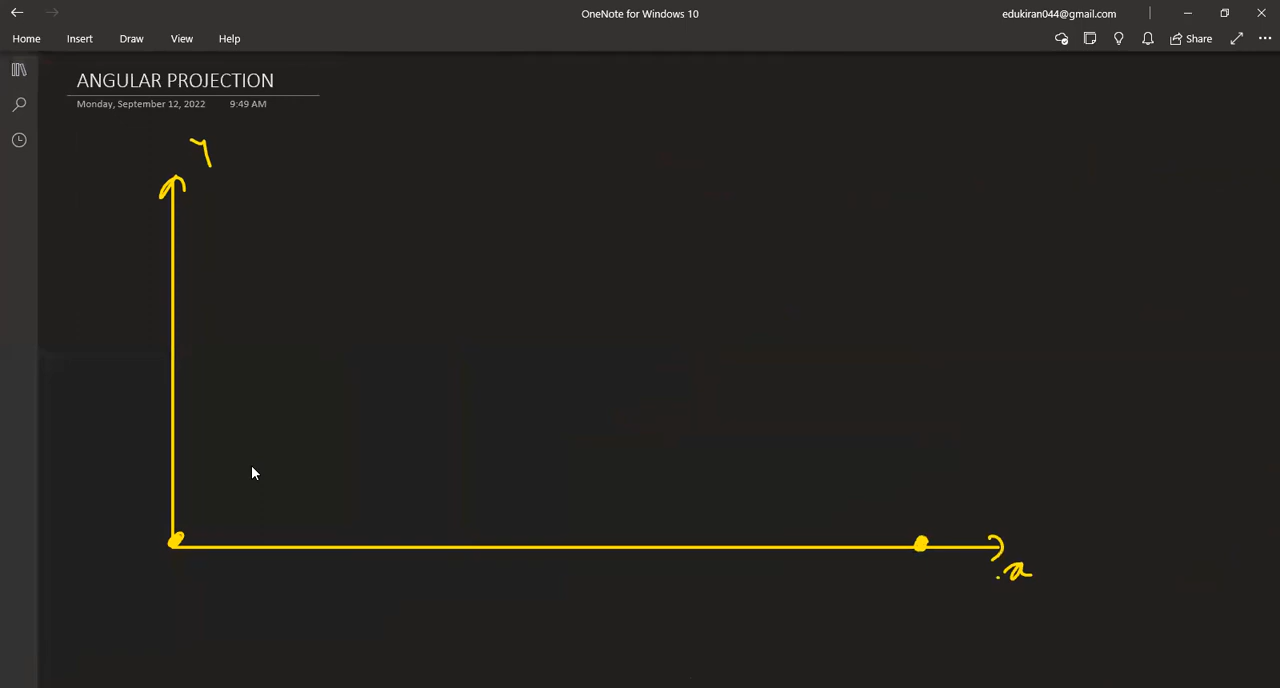 OneNote for Windows 10
edukiran044@gmail.com
Home Insert Draw View Help
Share
ANGULAR PROJECTION
Monday, September 12, 2022 9:49 AM
Y